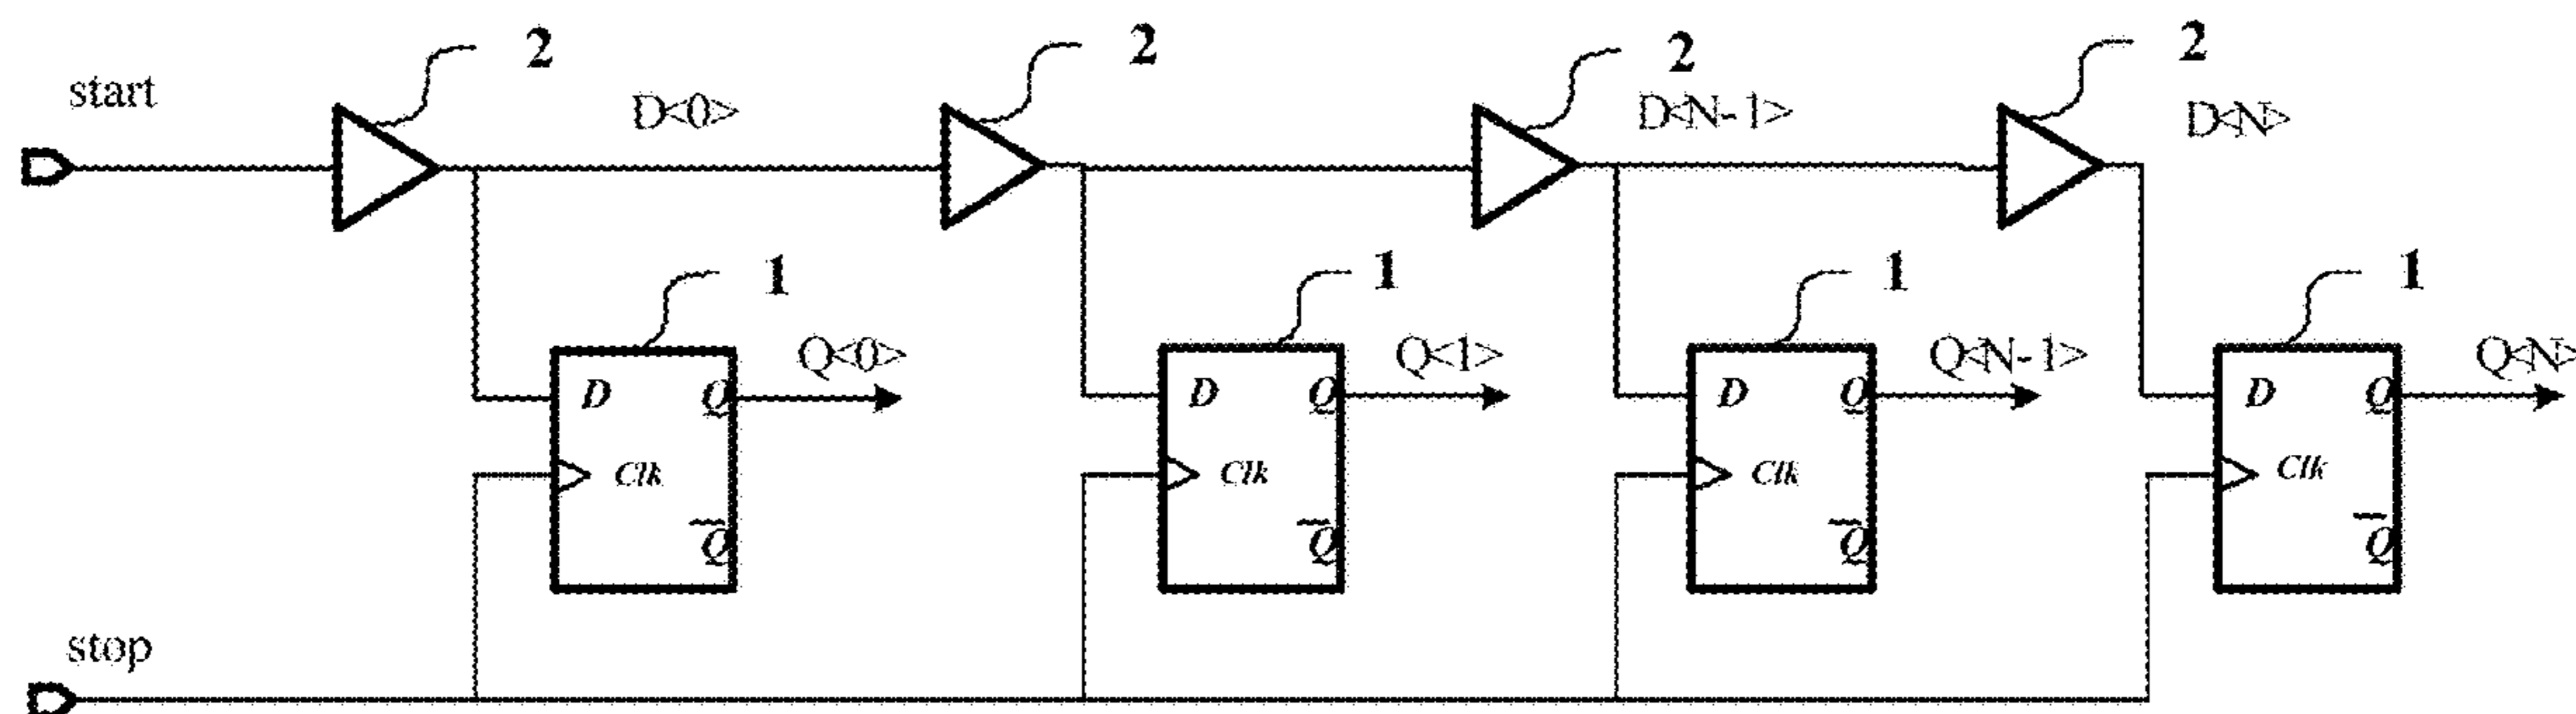 2 2 2 2
start D<0> D<N-1> D<N>
1 1 1 1
Q<0> Q<1> Q<N-1> Q<N>
D Q D Q D Q D Q
Clk Clk Clk Clk
Q̅ Q̅ Q̅ Q̅
stop